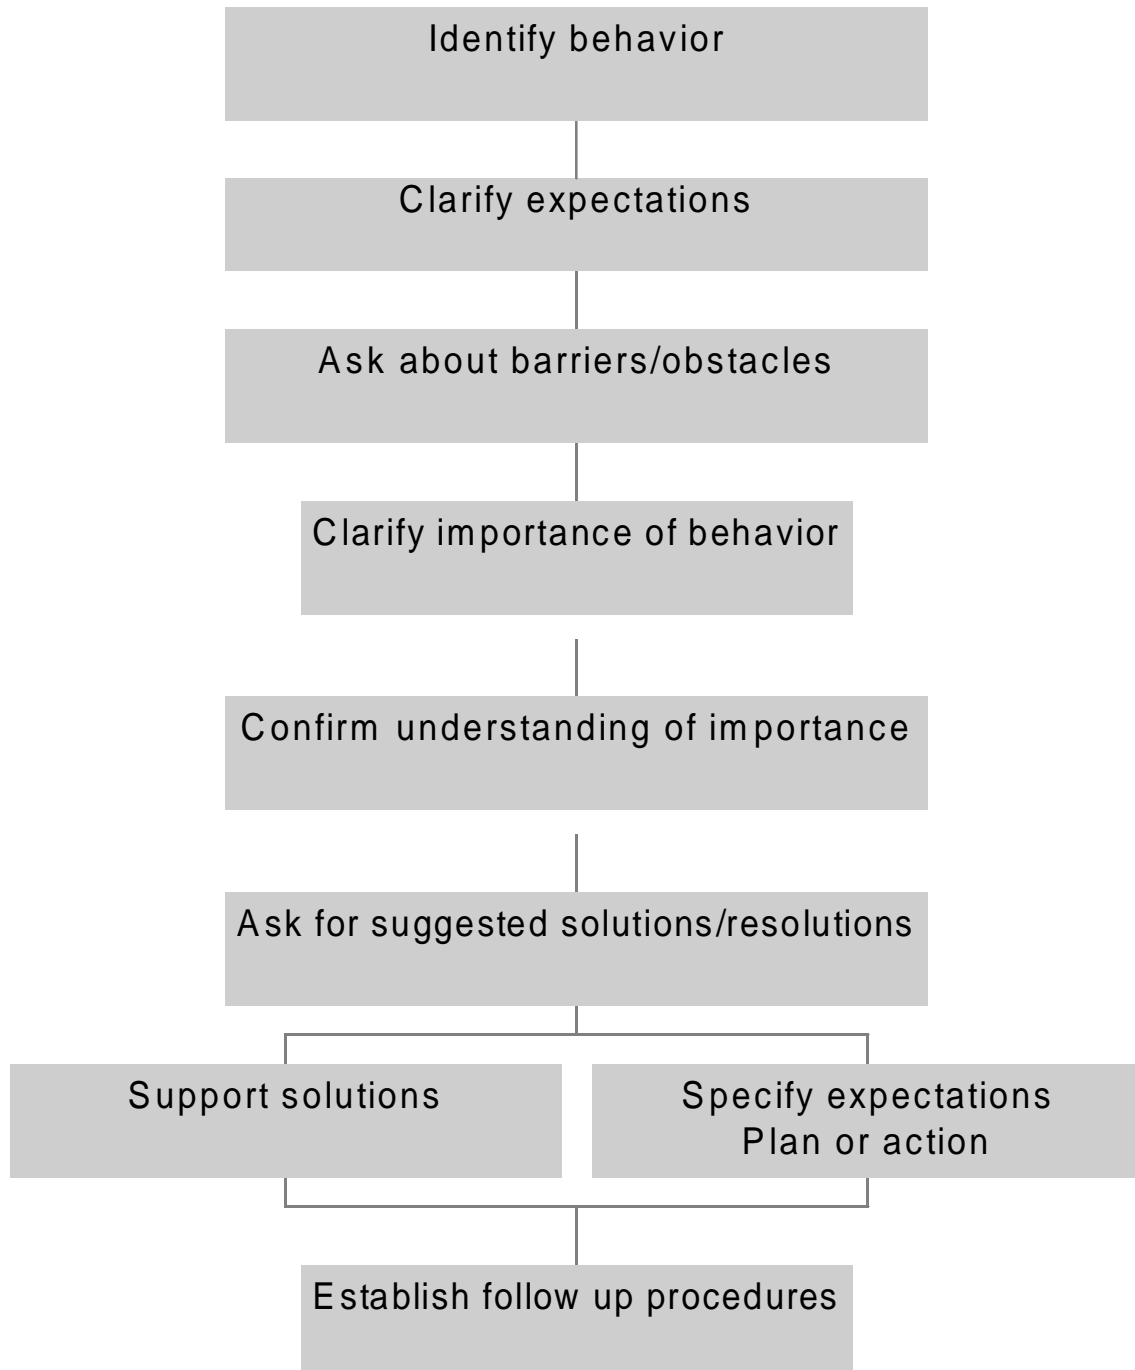 Identify behavior
Clarify expectations
Ask about barriers/obstacles
Clarify importance of behavior
Confirm understanding of importance
Ask for suggested solutions/resolutions
Support solutions
Specify expectations
Plan or action
Establish follow up procedures